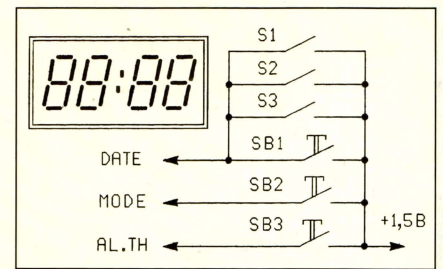 88:88
S1
S2
S3
DATE
SB1
MODE
SB2
AL.TH
SB3
+1,5В